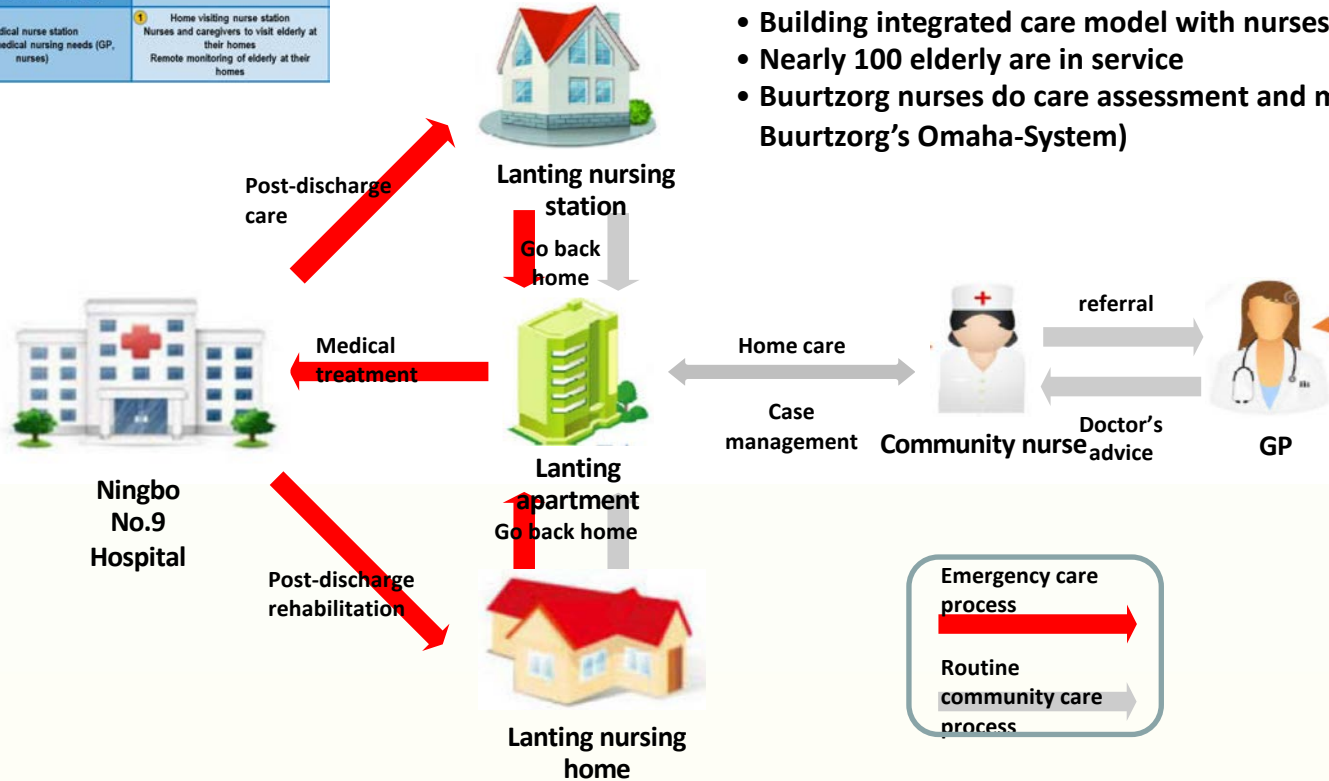 dical nurse station
edical nursing needs (GP,
nurses)
1
Home visiting nurse station
Nurses and caregivers to visit elderly at
their homes
Remote monitoring of elderly at their
homes
• Building integrated care model with nurses
• Nearly 100 elderly are in service
• Buurtzorg nurses do care assessment and m
Buurtzorg’s Omaha-System)
Post-discharge
care
Lanting nursing
station
Go back
home
Medical
treatment
Home care
Case
management
referral
Doctor’s
advice
Community nurse
GP
Lanting
apartment
Go back home
Ningbo
No.9
Hospital
Post-discharge
rehabilitation
Lanting nursing
home
Emergency care
process
Routine
community care
process